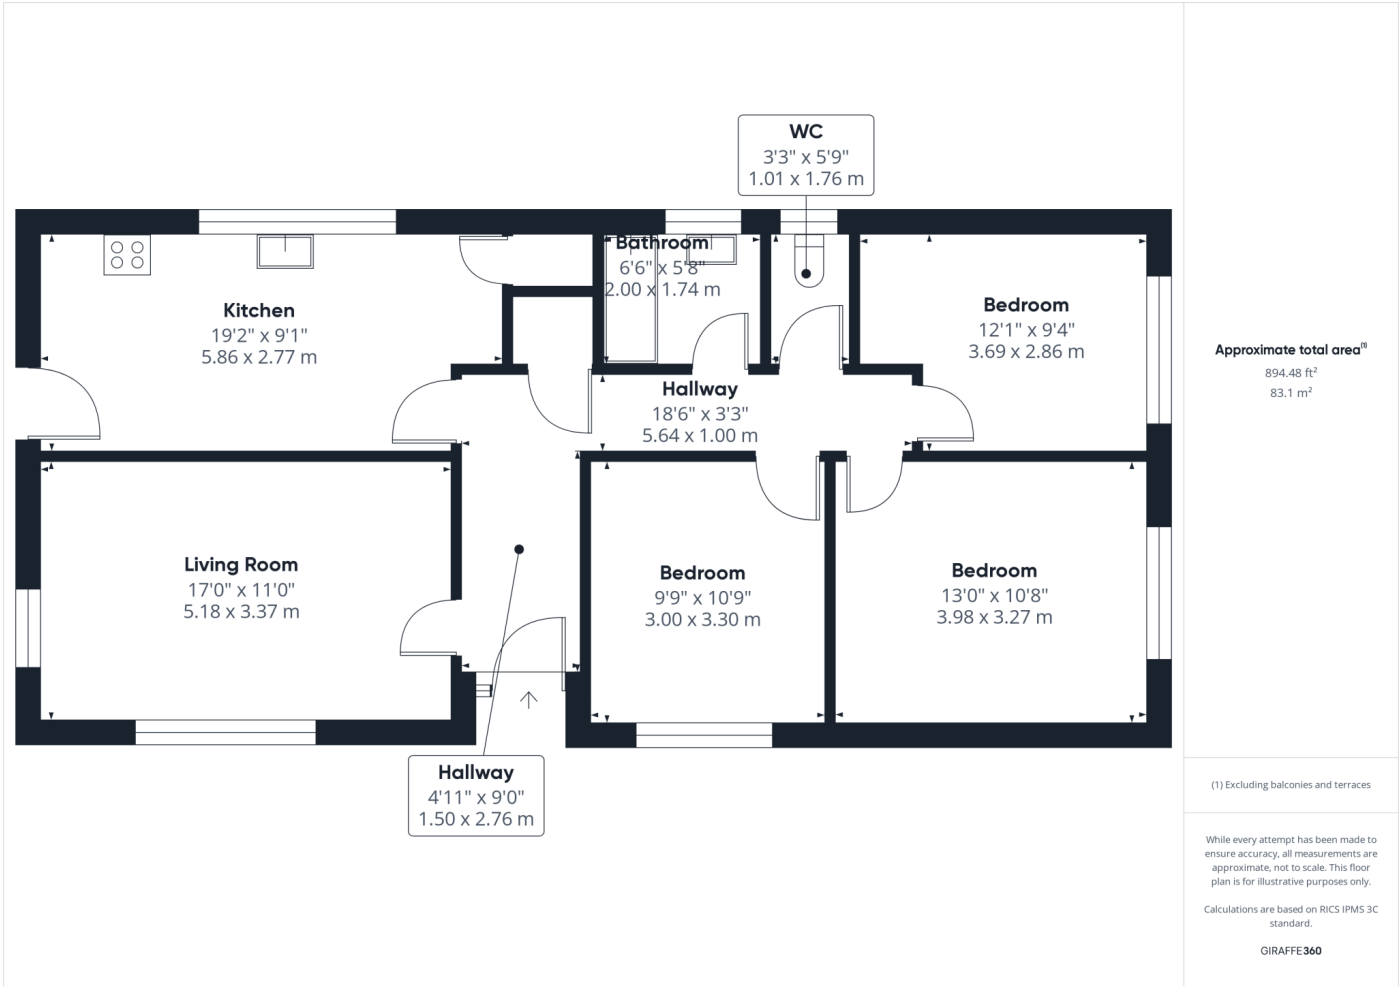 WC
3'3" x 5'9"
1.01 x 1.76 m
Bathroom
6'6" x 5'8"
2.00 x 1.74 m
Kitchen
19'2" x 9'1"
5.86 x 2.77 m
Bedroom
12'1" x 9'4"
3.69 x 2.86 m
Hallway
18'6" x 3'3"
5.64 x 1.00 m
Living Room
17'0" x 11'0"
5.18 x 3.37 m
Bedroom
9'9" x 10'9"
3.00 x 3.30 m
Bedroom
13'0" x 10'8"
3.98 x 3.27 m
Hallway
4'11" x 9'0"
1.50 x 2.76 m
Approximate total area(1)
894.48 ft²
83.1 m²
(1) Excluding balconies and terraces
While every attempt has been made to
ensure accuracy, all measurements are
approximate, not to scale. This floor
plan is for illustrative purposes only.
Calculations are based on RICS IPMS 3C
standard.
GIRAFFE360